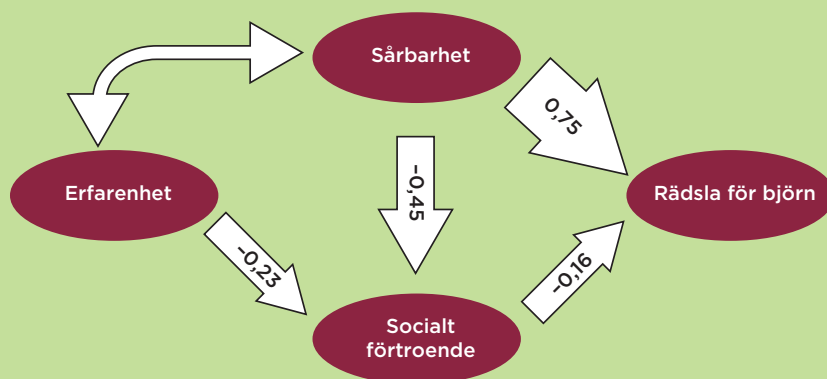 Sårbarhet
0,75
Erfarenhet
-0,45
Rädsla för björn
-0,23
-0,16
Socialt
förtroende